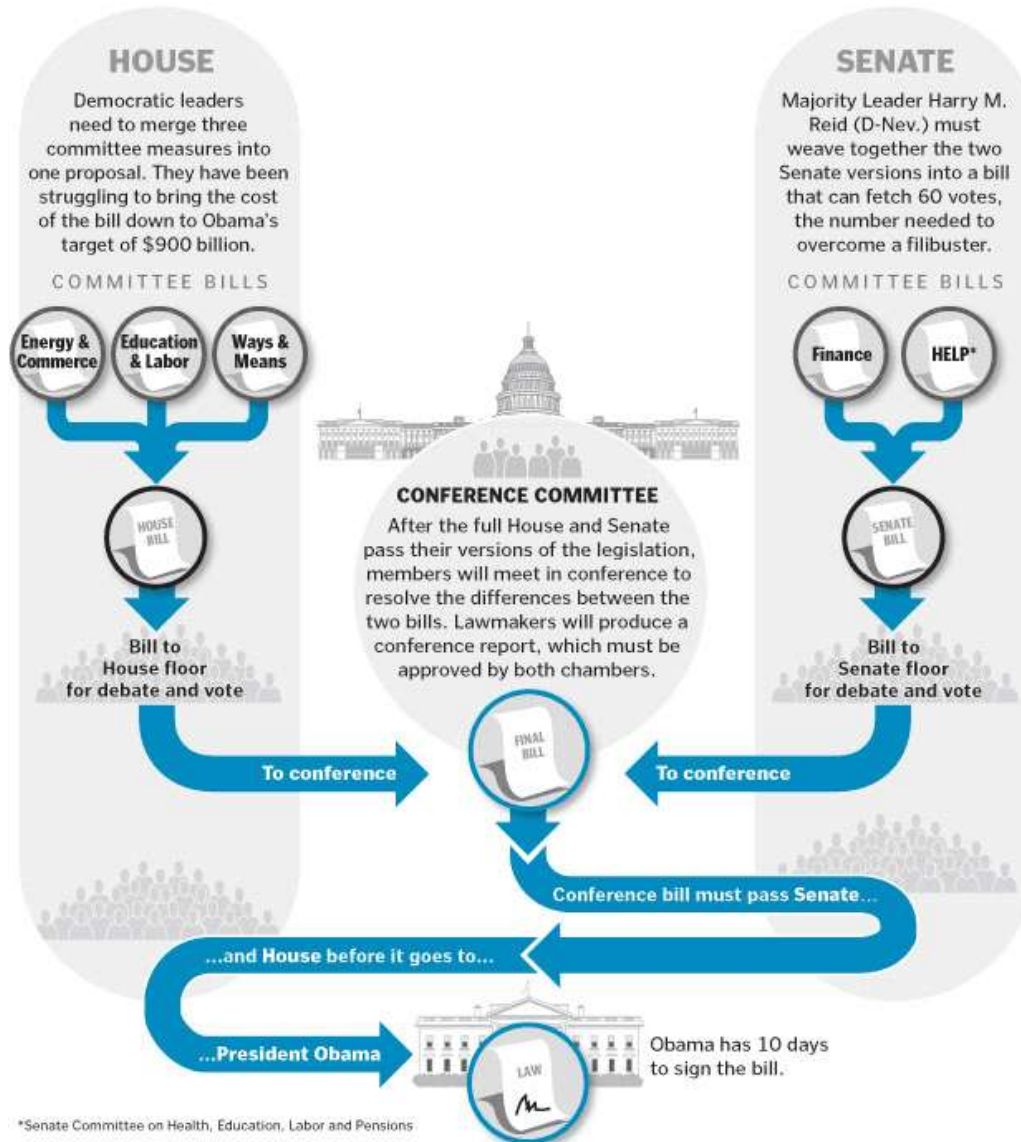 HOUSE
Democratic leaders
need to merge three
committee measures into
one proposal. They have been
struggling to bring the cost
of the bill down to Obama's
target of $900 billion.
COMMITTEE BILLS
Energy &
Commerce
Education
& Labor
Ways &
Means
HOUSE
BILL
Bill to
House floor
for debate and vote
To conference
SENATE
Majority Leader Harry M.
Reid (D-Nev.) must
weave together the two
Senate versions into a bill
that can fetch 60 votes,
the number needed to
overcome a filibuster.
COMMITTEE BILLS
Finance
HELP*
SENATE
BILL
Bill to
Senate floor
for debate and vote
To conference
CONFERENCE COMMITTEE
After the full House and Senate
pass their versions of the legislation,
members will meet in conference to
resolve the differences between the
two bills. Lawmakers will produce a
conference report, which must be
approved by both chambers.
FINAL
BILL
Conference bill must pass Senate...
...and House before it goes to...
...President Obama
LAW
Obama has 10 days
to sign the bill.
*Senate Committee on Health, Education, Labor and Pensions